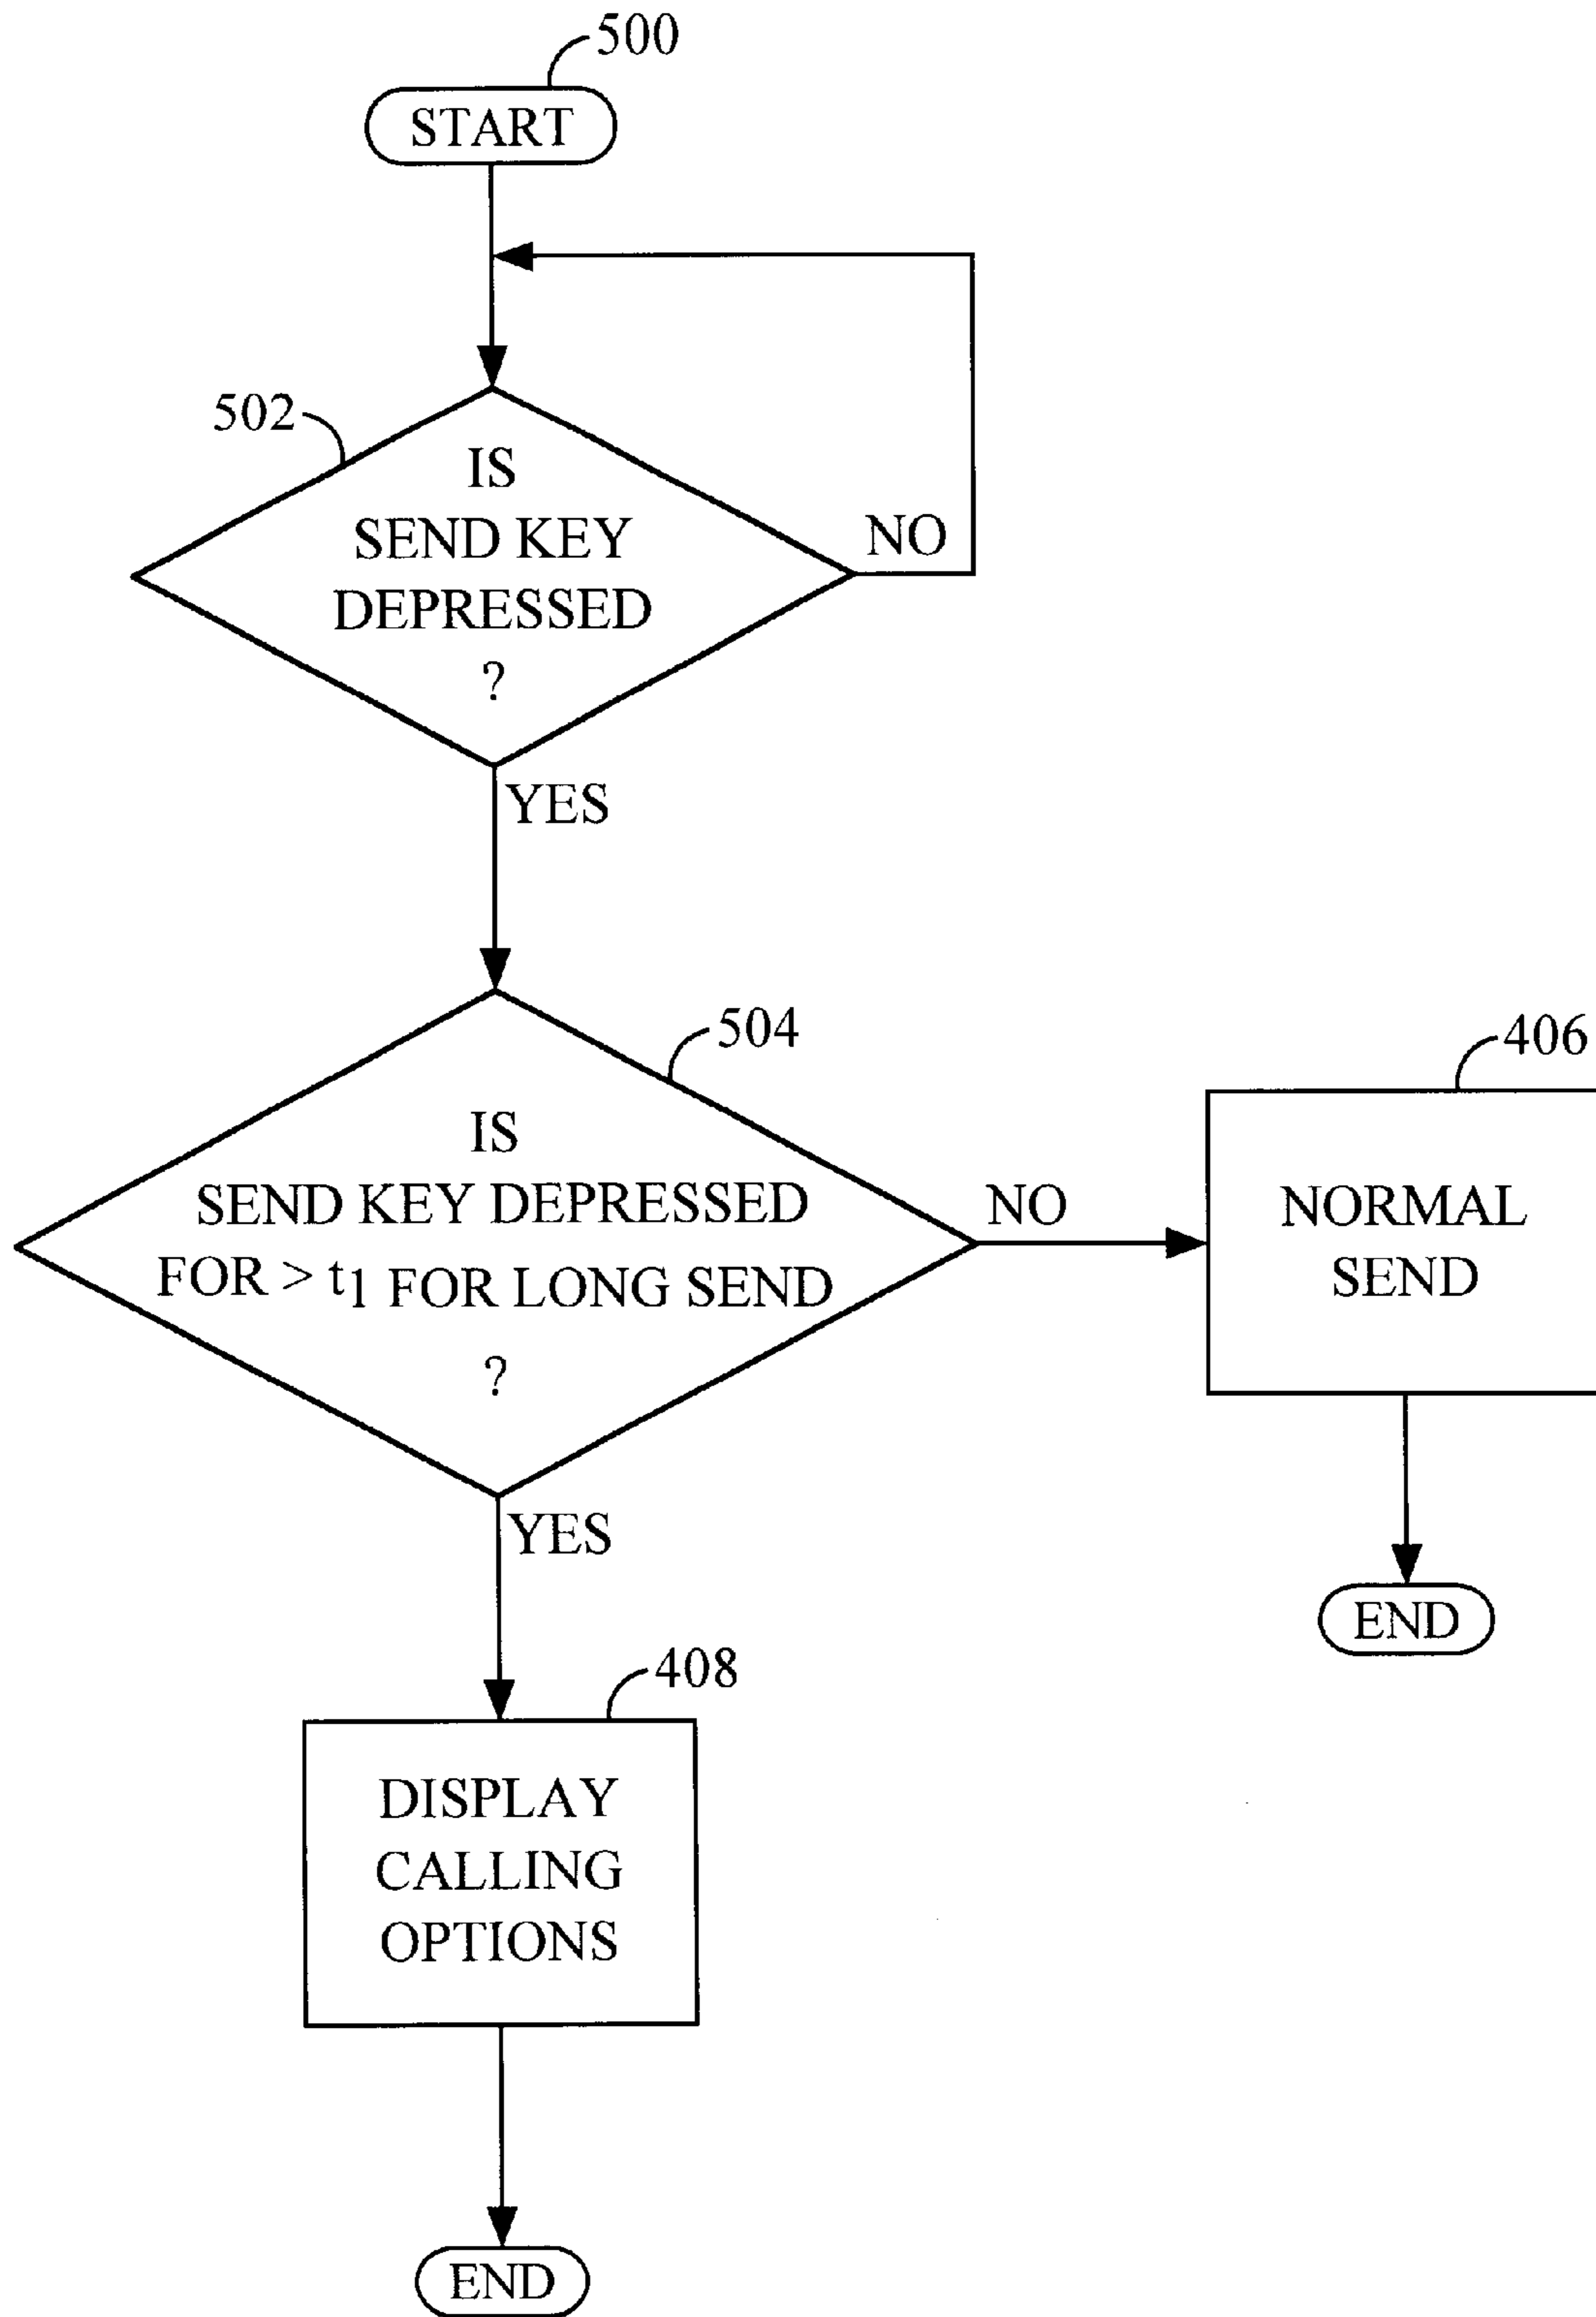 500
START
502
IS
SEND KEY
DEPRESSED
?
NO
YES
504
IS
SEND KEY DEPRESSED
FOR > t1 FOR LONG SEND
?
NO
406
NORMAL
SEND
END
YES
408
DISPLAY
CALLING
OPTIONS
END